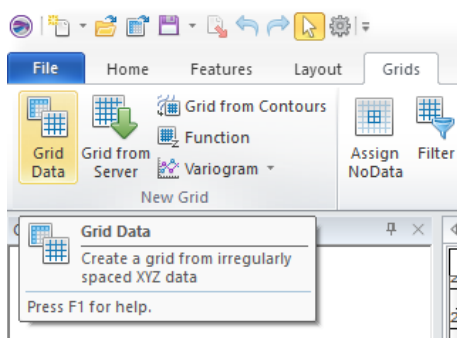 File Home Features Layout Grids
Grid from Contours
Function
Variogram
Grid
Data
Grid from
Server
Assign
NoData
Filter
New Grid
Grid Data
Create a grid from irregularly
spaced XYZ data
Press F1 for help.